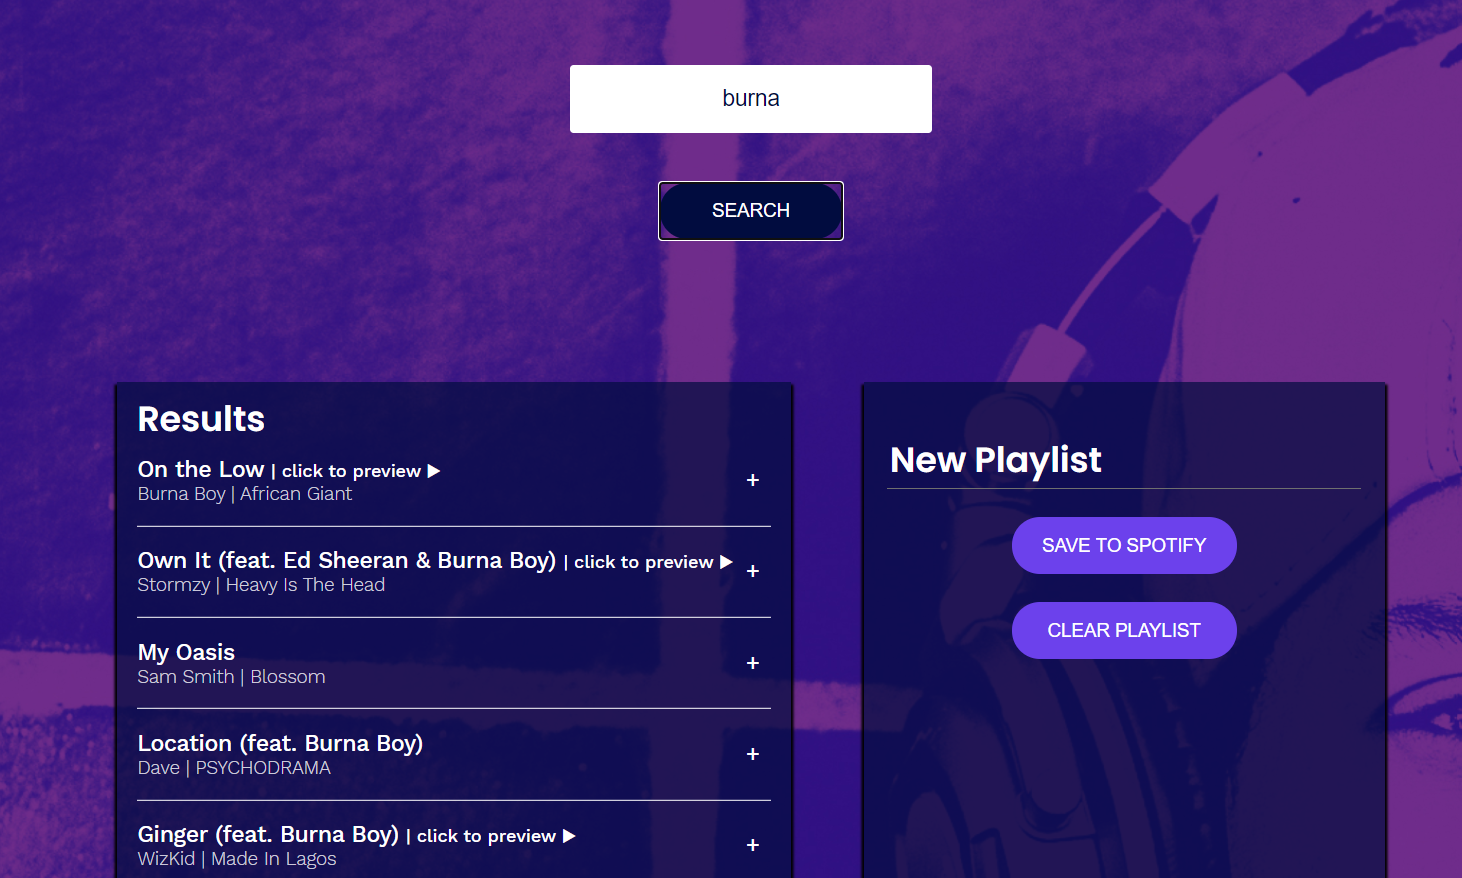 burna
SEARCH
Results
On the Low | click to preview ▶
Burna Boy | African Giant
+
Own It (feat. Ed Sheeran & Burna Boy) | click to preview ▶
Stormzy | Heavy Is The Head
+
My Oasis
Sam Smith | Blossom
+
Location (feat. Burna Boy)
Dave | PSYCHODRAMA
+
Ginger (feat. Burna Boy) | click to preview ▶
WizKid | Made In Lagos
+
New Playlist
SAVE TO SPOTIFY
CLEAR PLAYLIST